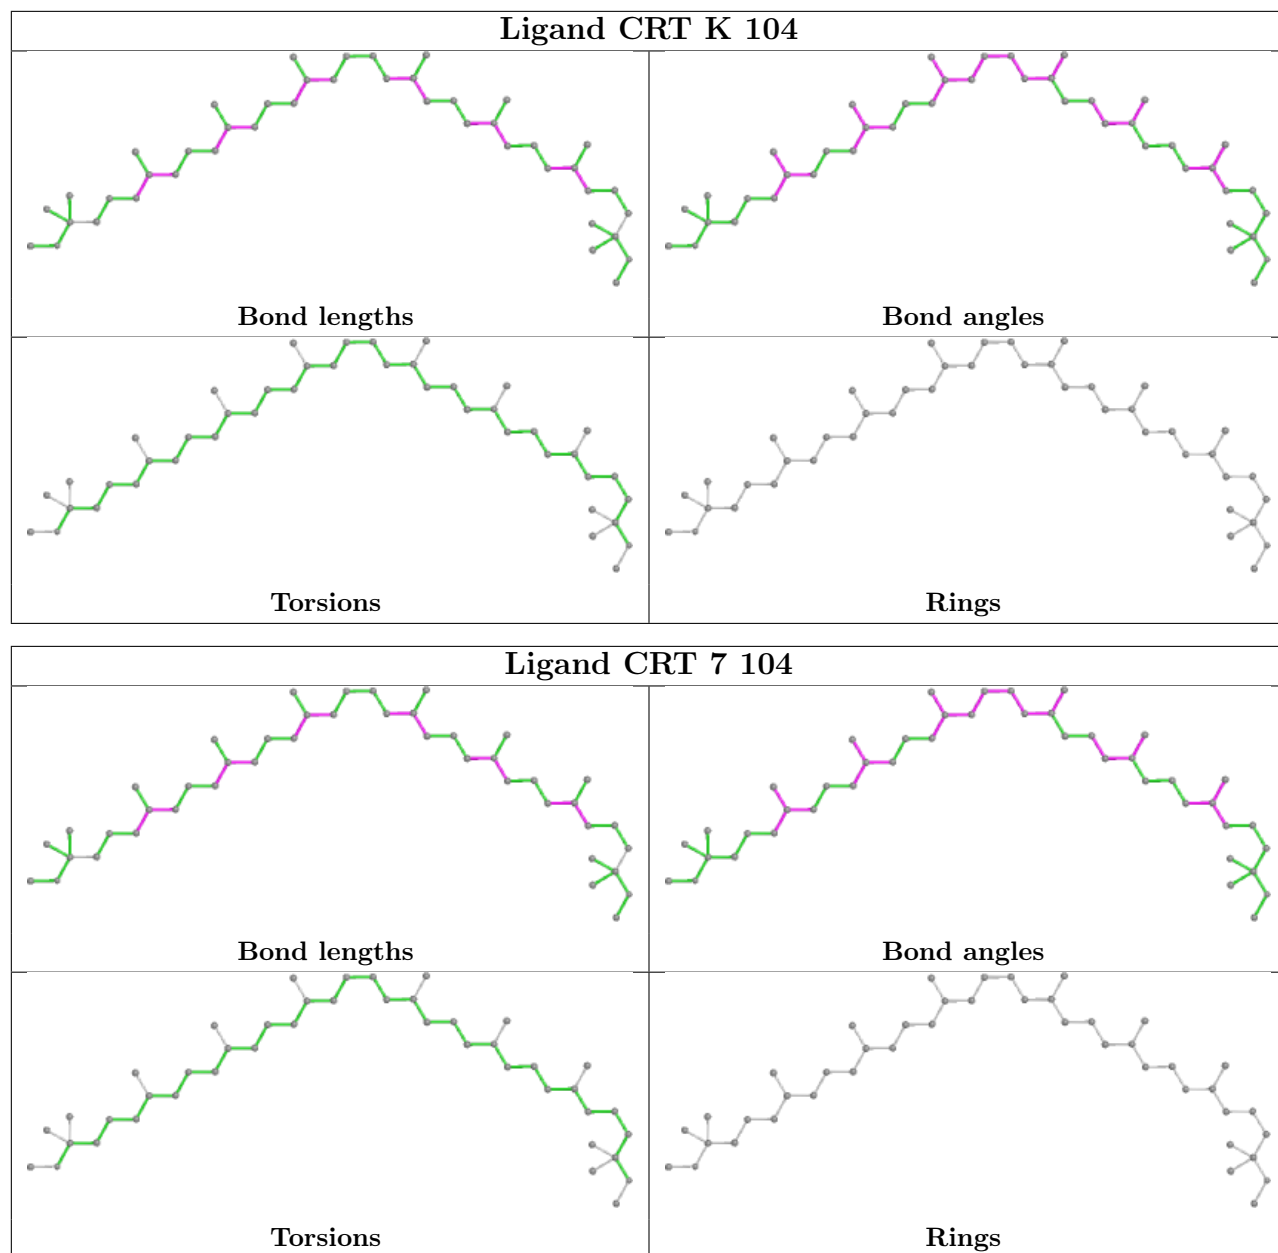 Ligand CRT K 104
Bond lengths
Bond angles
Torsions
Rings
Ligand CRT 7 104
Bond lengths
Bond angles
Torsions
Rings